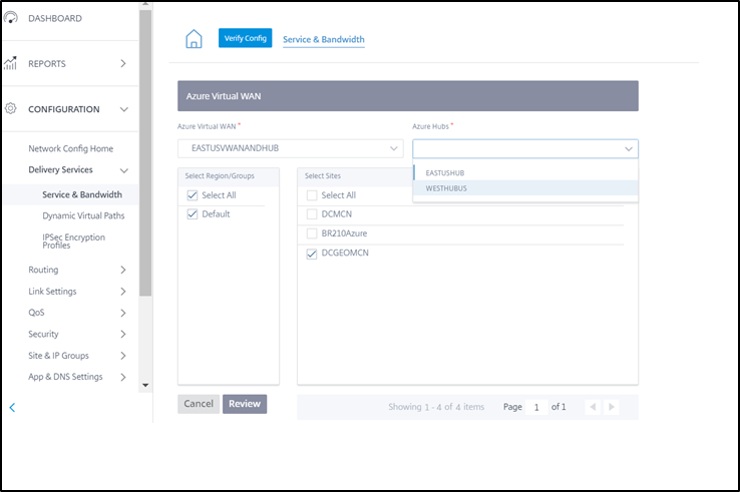 DASHBOARD
REPORTS
CONFIGURATION
Network Config Home
Delivery Services
Service & Bandwidth
Dynamic Virtual Paths
IPSec Encryption
Profiles
Routing
Link Settings
QoS
Security
Site & IP Groups
App & DNS Settings
Verify Config
Service & Bandwidth
Azure Virtual WAN
Azure Virtual WAN *
Azure Hubs *
EASTUSVWANANDHUB
EASTUSHUB
WESTHUBUS
Select Region/Groups
Select All
Default
Select Sites
Select All
DCMCN
BR210Azure
DCGEOMCN
Cancel
Review
Showing 1 - 4 of 4 items
Page 1 of 1